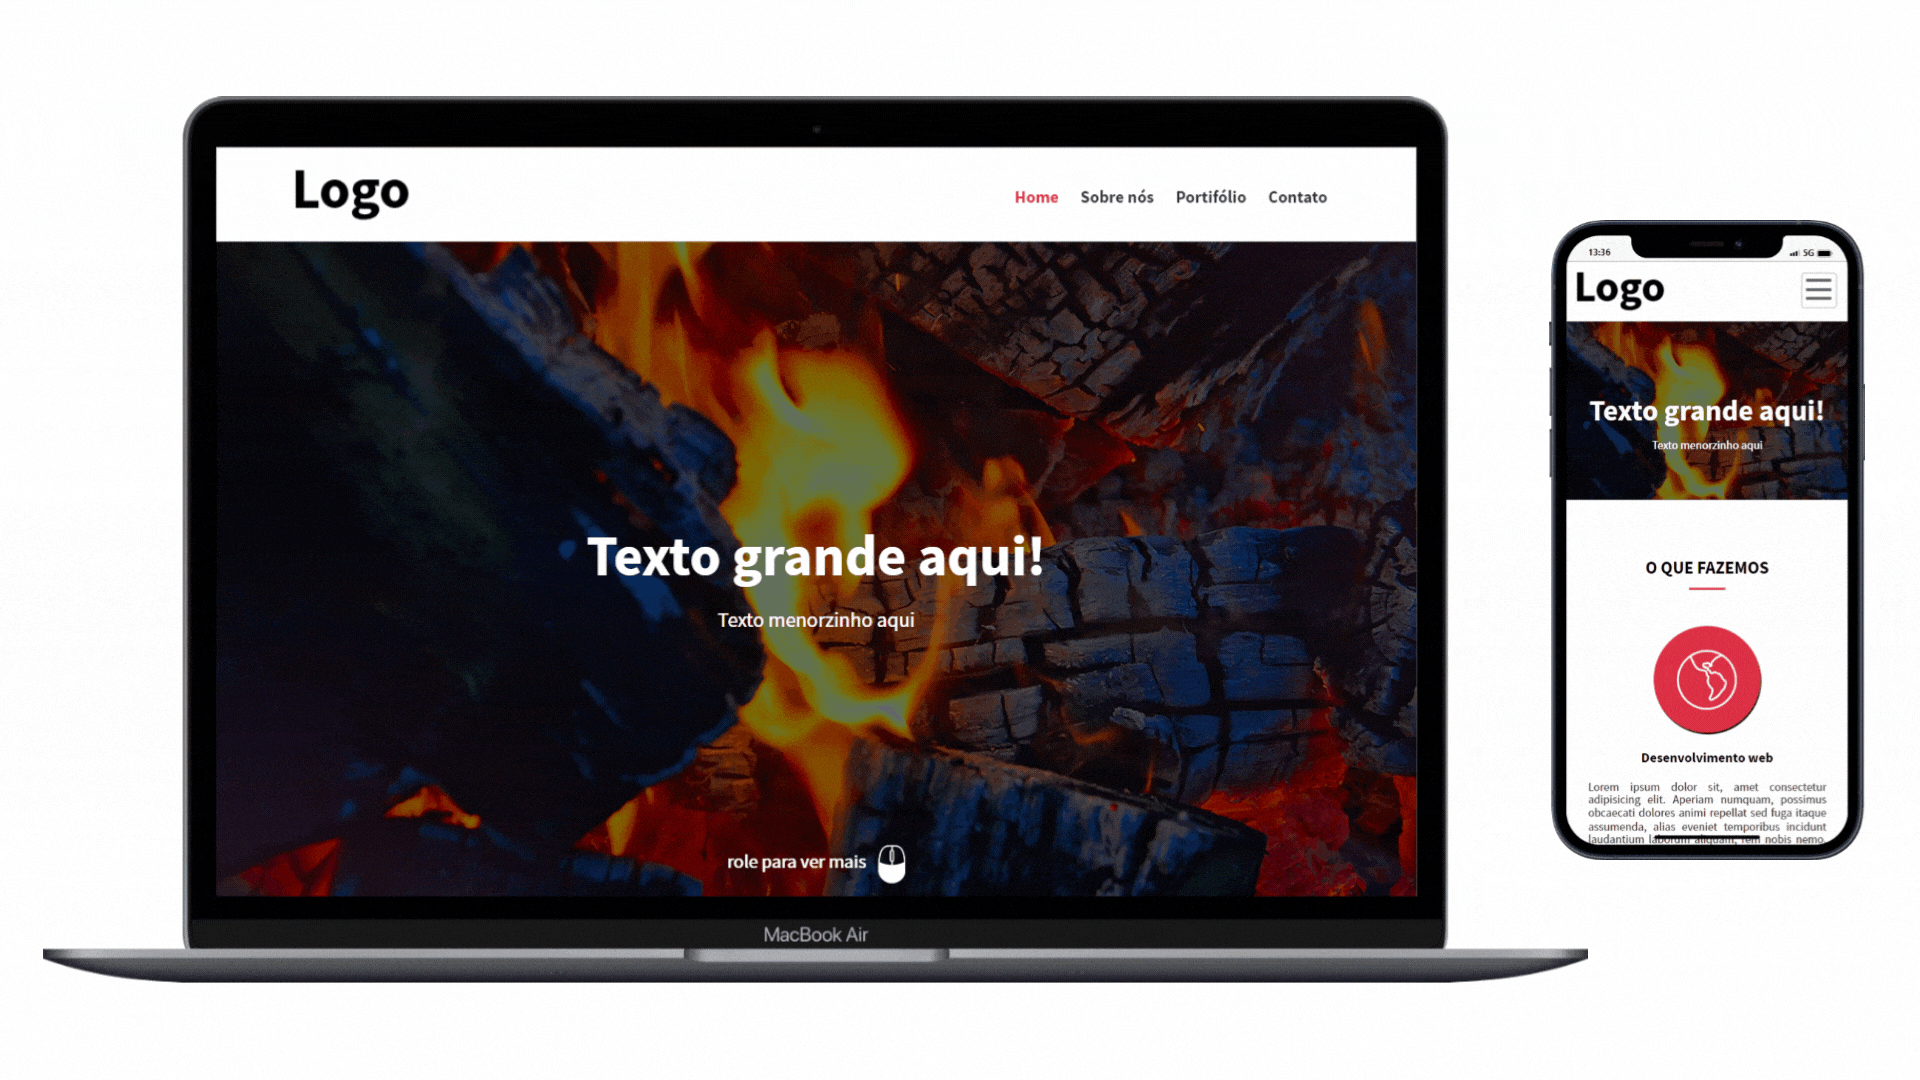 Logo
Home Sobre nós Portifólio Contato
Texto grande aqui!
Texto menorzinho aqui
role para ver mais
MacBook Air
13:36 5G
Logo
Texto grande aqui!
Texto menorzinho aqui
O QUE FAZEMOS
Desenvolvimento web
Lorem ipsum dolor sit, amet consectetur
adipisicing elit. Aperiam numquam, possimus
obcaecati dolores animi repellat sed fuga itaque
assumenda, alias eveniet temporibus incidunt
laudantium laborum aliquam, rem nobis nemo,